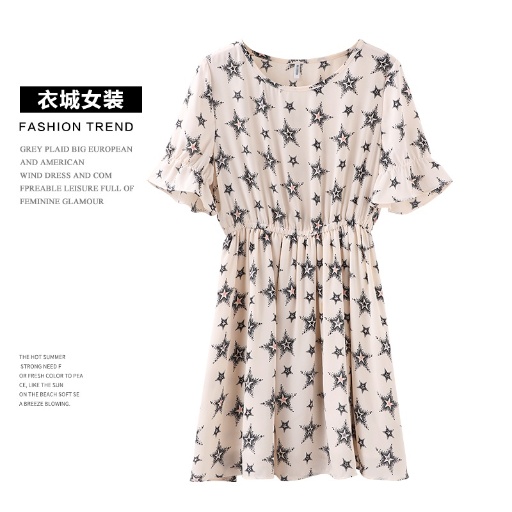 衣城女装
FASHION TREND
GREY PLAID BIG EUROPEAN
AND AMERICAN
WIND DRESS AND COM
FPREABLE LEISURE FULL OF
FEMININE GLAMOUR
THE HOT SUMMER
STRONG NEED F
OR FRESH COLOR TO PEA
CE, LIKE THE SUN
ON THE BEACH SOFT SE
A BREEZE BLOWING.